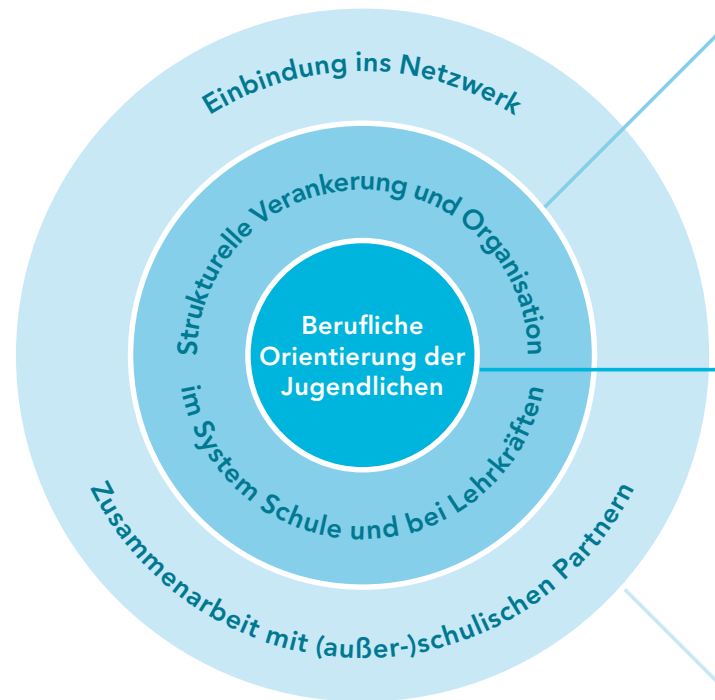 Einbindung ins Netzwerk
Strukturelle Verankerung und Organisation
Berufliche
Orientierung der
Jugendlichen
im System Schule und bei Lehrkräften
Zusammenarbeit mit (außer-)schulischen Partnern